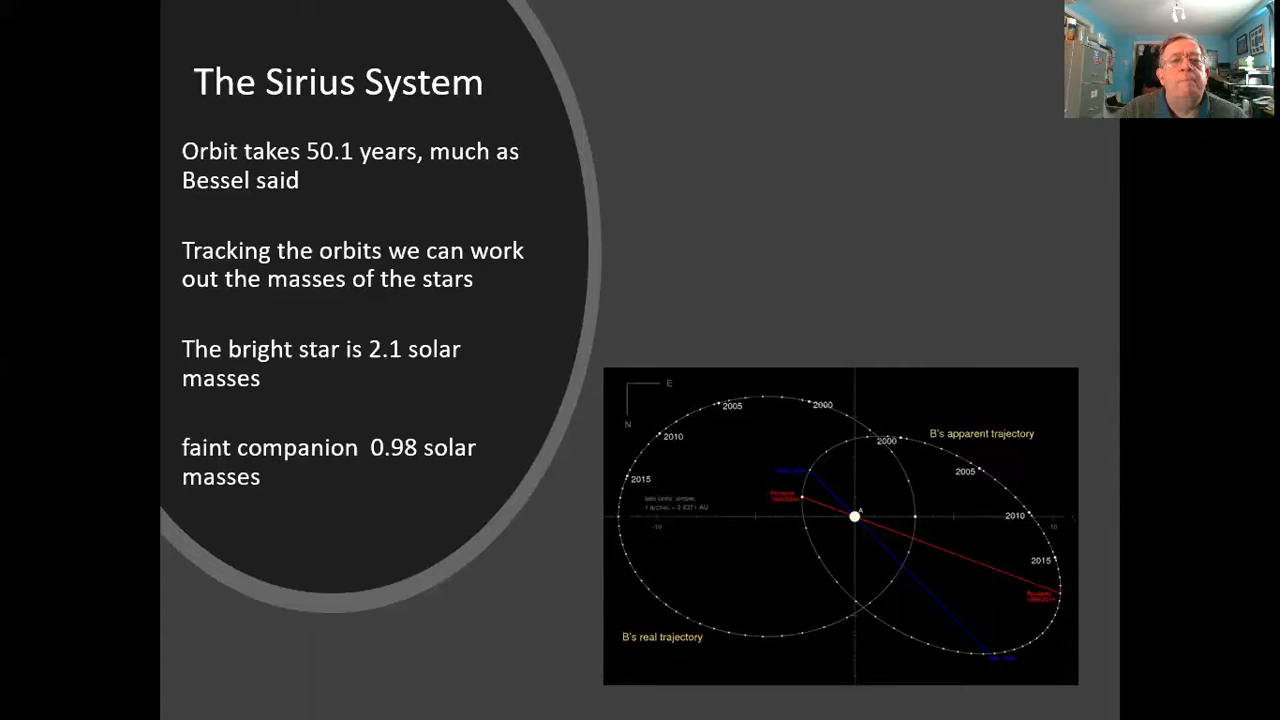 The Sirius System
Orbit takes 50.1 years, much as
Bessel said
Tracking the orbits we can work
out the masses of the stars
The bright star is 2.1 solar
masses
faint companion 0.98 solar
masses
E
N
2005
2000
2010
2015
-10
B's real trajectory
B's apparent trajectory
2000
2005
2010
10
2015
A